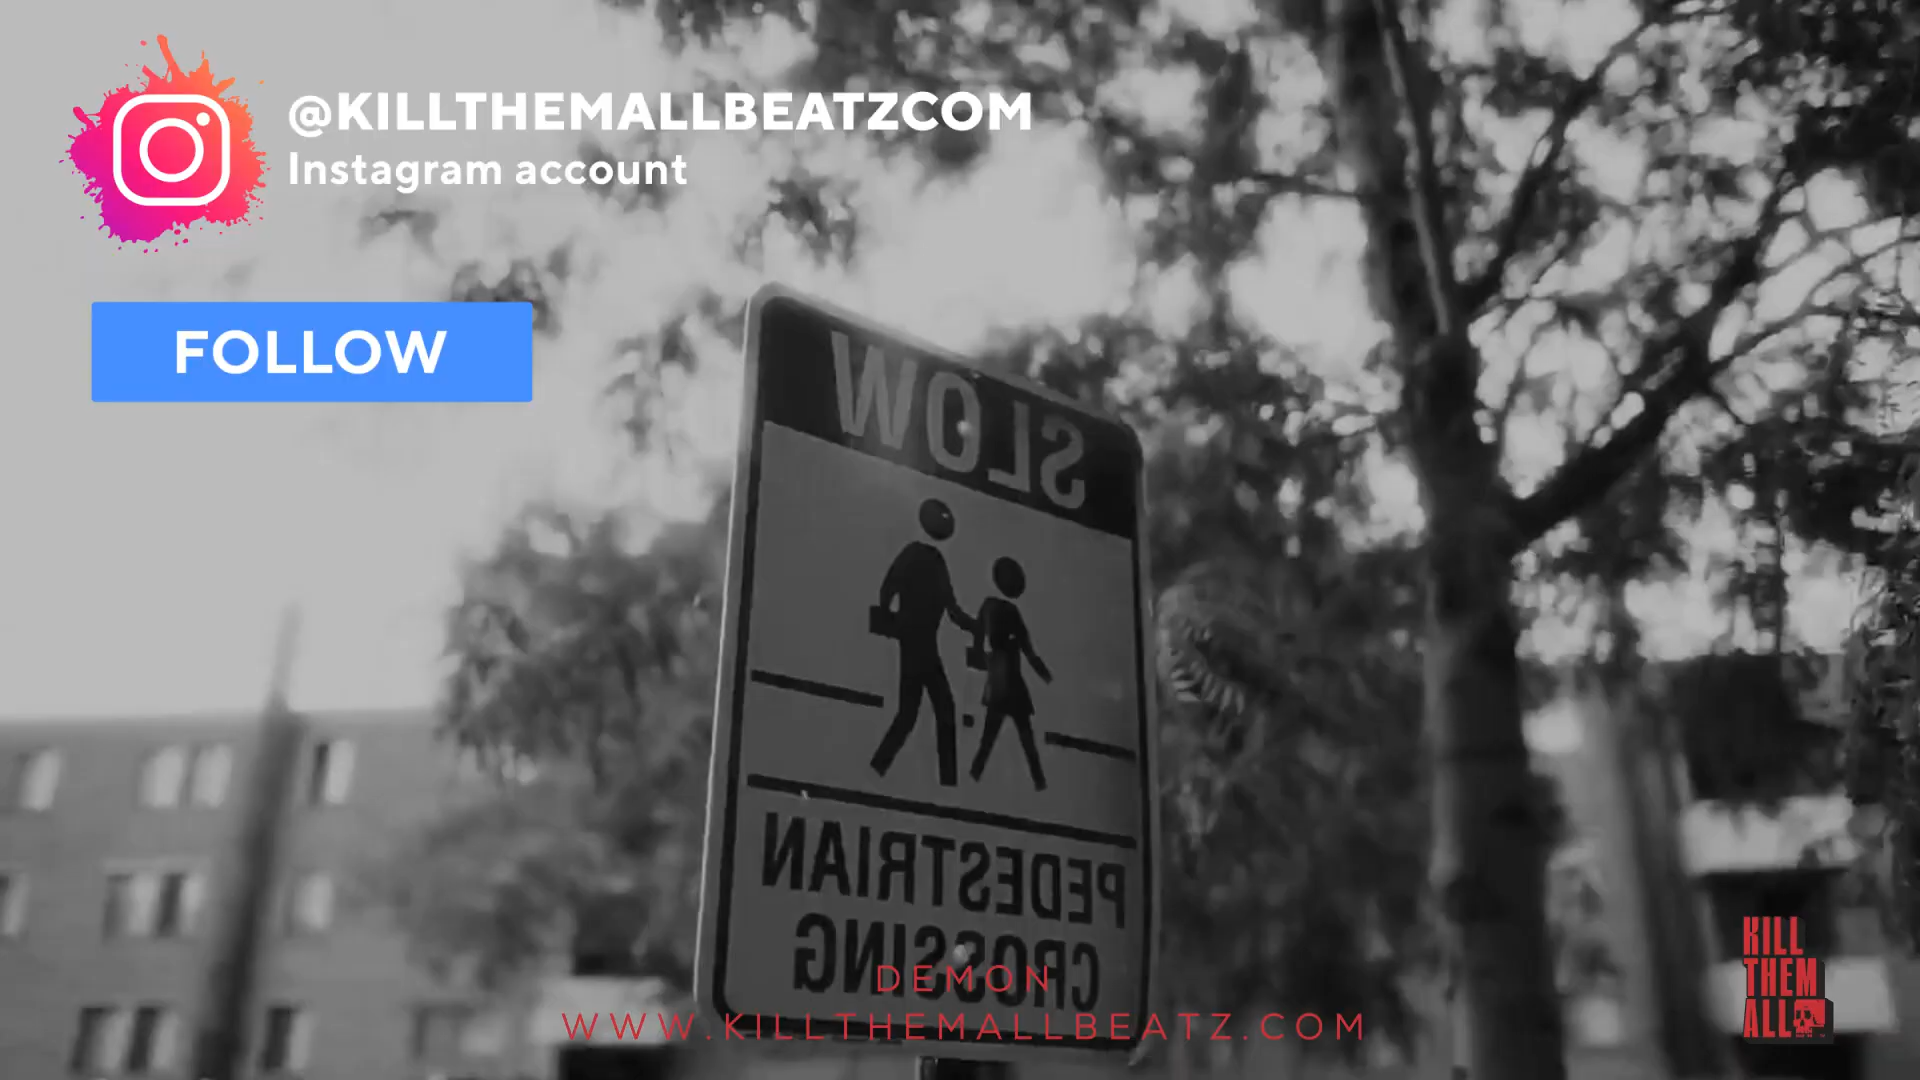 @KILLTHEMALLBEATZCOM
Instagram account
FOLLOW
SLOW
PEDESTRIAN
CROSSING
DEMON
WWW.KILLTHEMALLBEATZ.COM
KILL
THEM
ALL